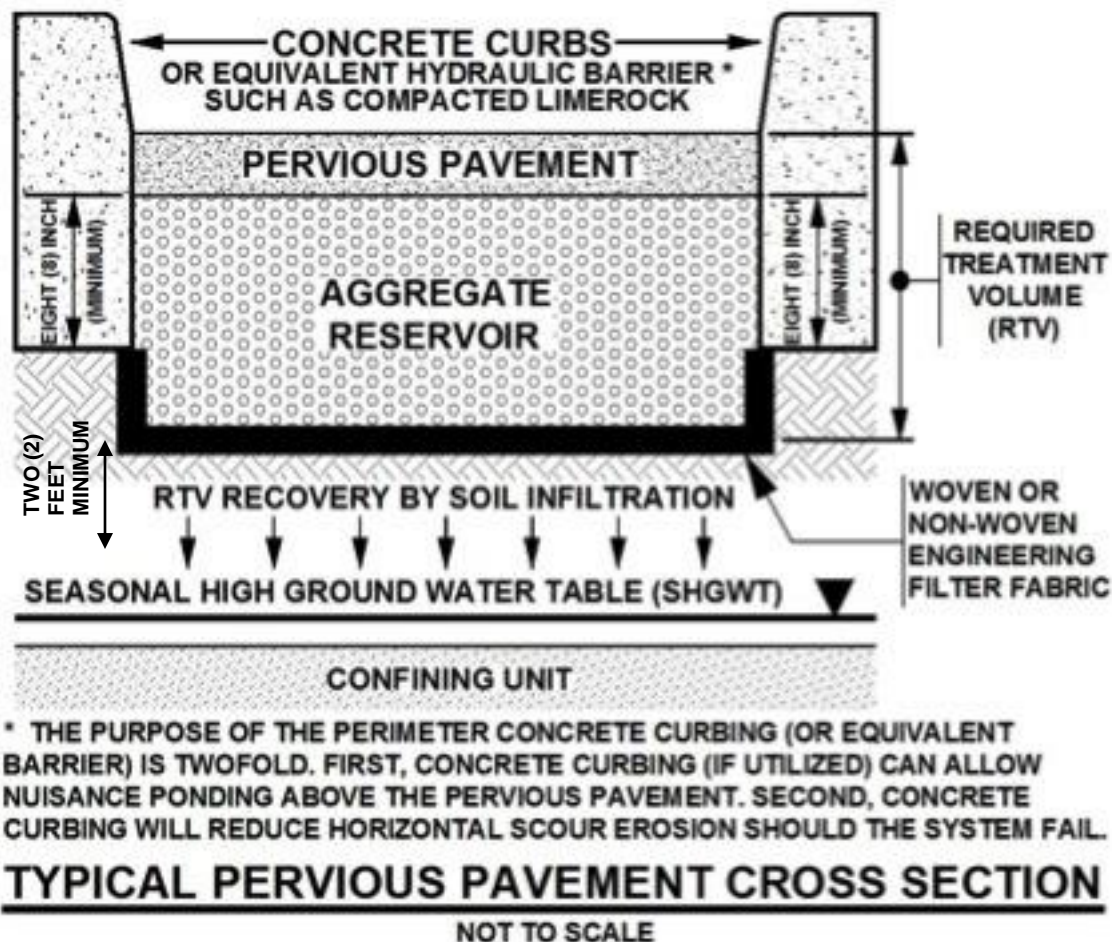 CONCRETE CURBS
OR EQUIVALENT HYDRAULIC BARRIER *
SUCH AS COMPACTED LIMEROCK
PERVIOUS PAVEMENT
EIGHT (8) INCH
(MINIMUM)
AGGREGATE
RESERVOIR
EIGHT (8) INCH
(MINIMUM)
REQUIRED
TREATMENT
VOLUME
(RTV)
TWO (2)
FEET
MINIMUM
RTV RECOVERY BY SOIL INFILTRATION
WOVEN OR
NON-WOVEN
ENGINEERING
FILTER FABRIC
SEASONAL HIGH GROUND WATER TABLE (SHGWT)
CONFINING UNIT
* THE PURPOSE OF THE PERIMETER CONCRETE CURBING (OR EQUIVALENT
BARRIER) IS TWOFOLD. FIRST, CONCRETE CURBING (IF UTILIZED) CAN ALLOW
NUISANCE PONDING ABOVE THE PERVIOUS PAVEMENT. SECOND, CONCRETE
CURBING WILL REDUCE HORIZONTAL SCOUR EROSION SHOULD THE SYSTEM FAIL.
TYPICAL PERVIOUS PAVEMENT CROSS SECTION
NOT TO SCALE